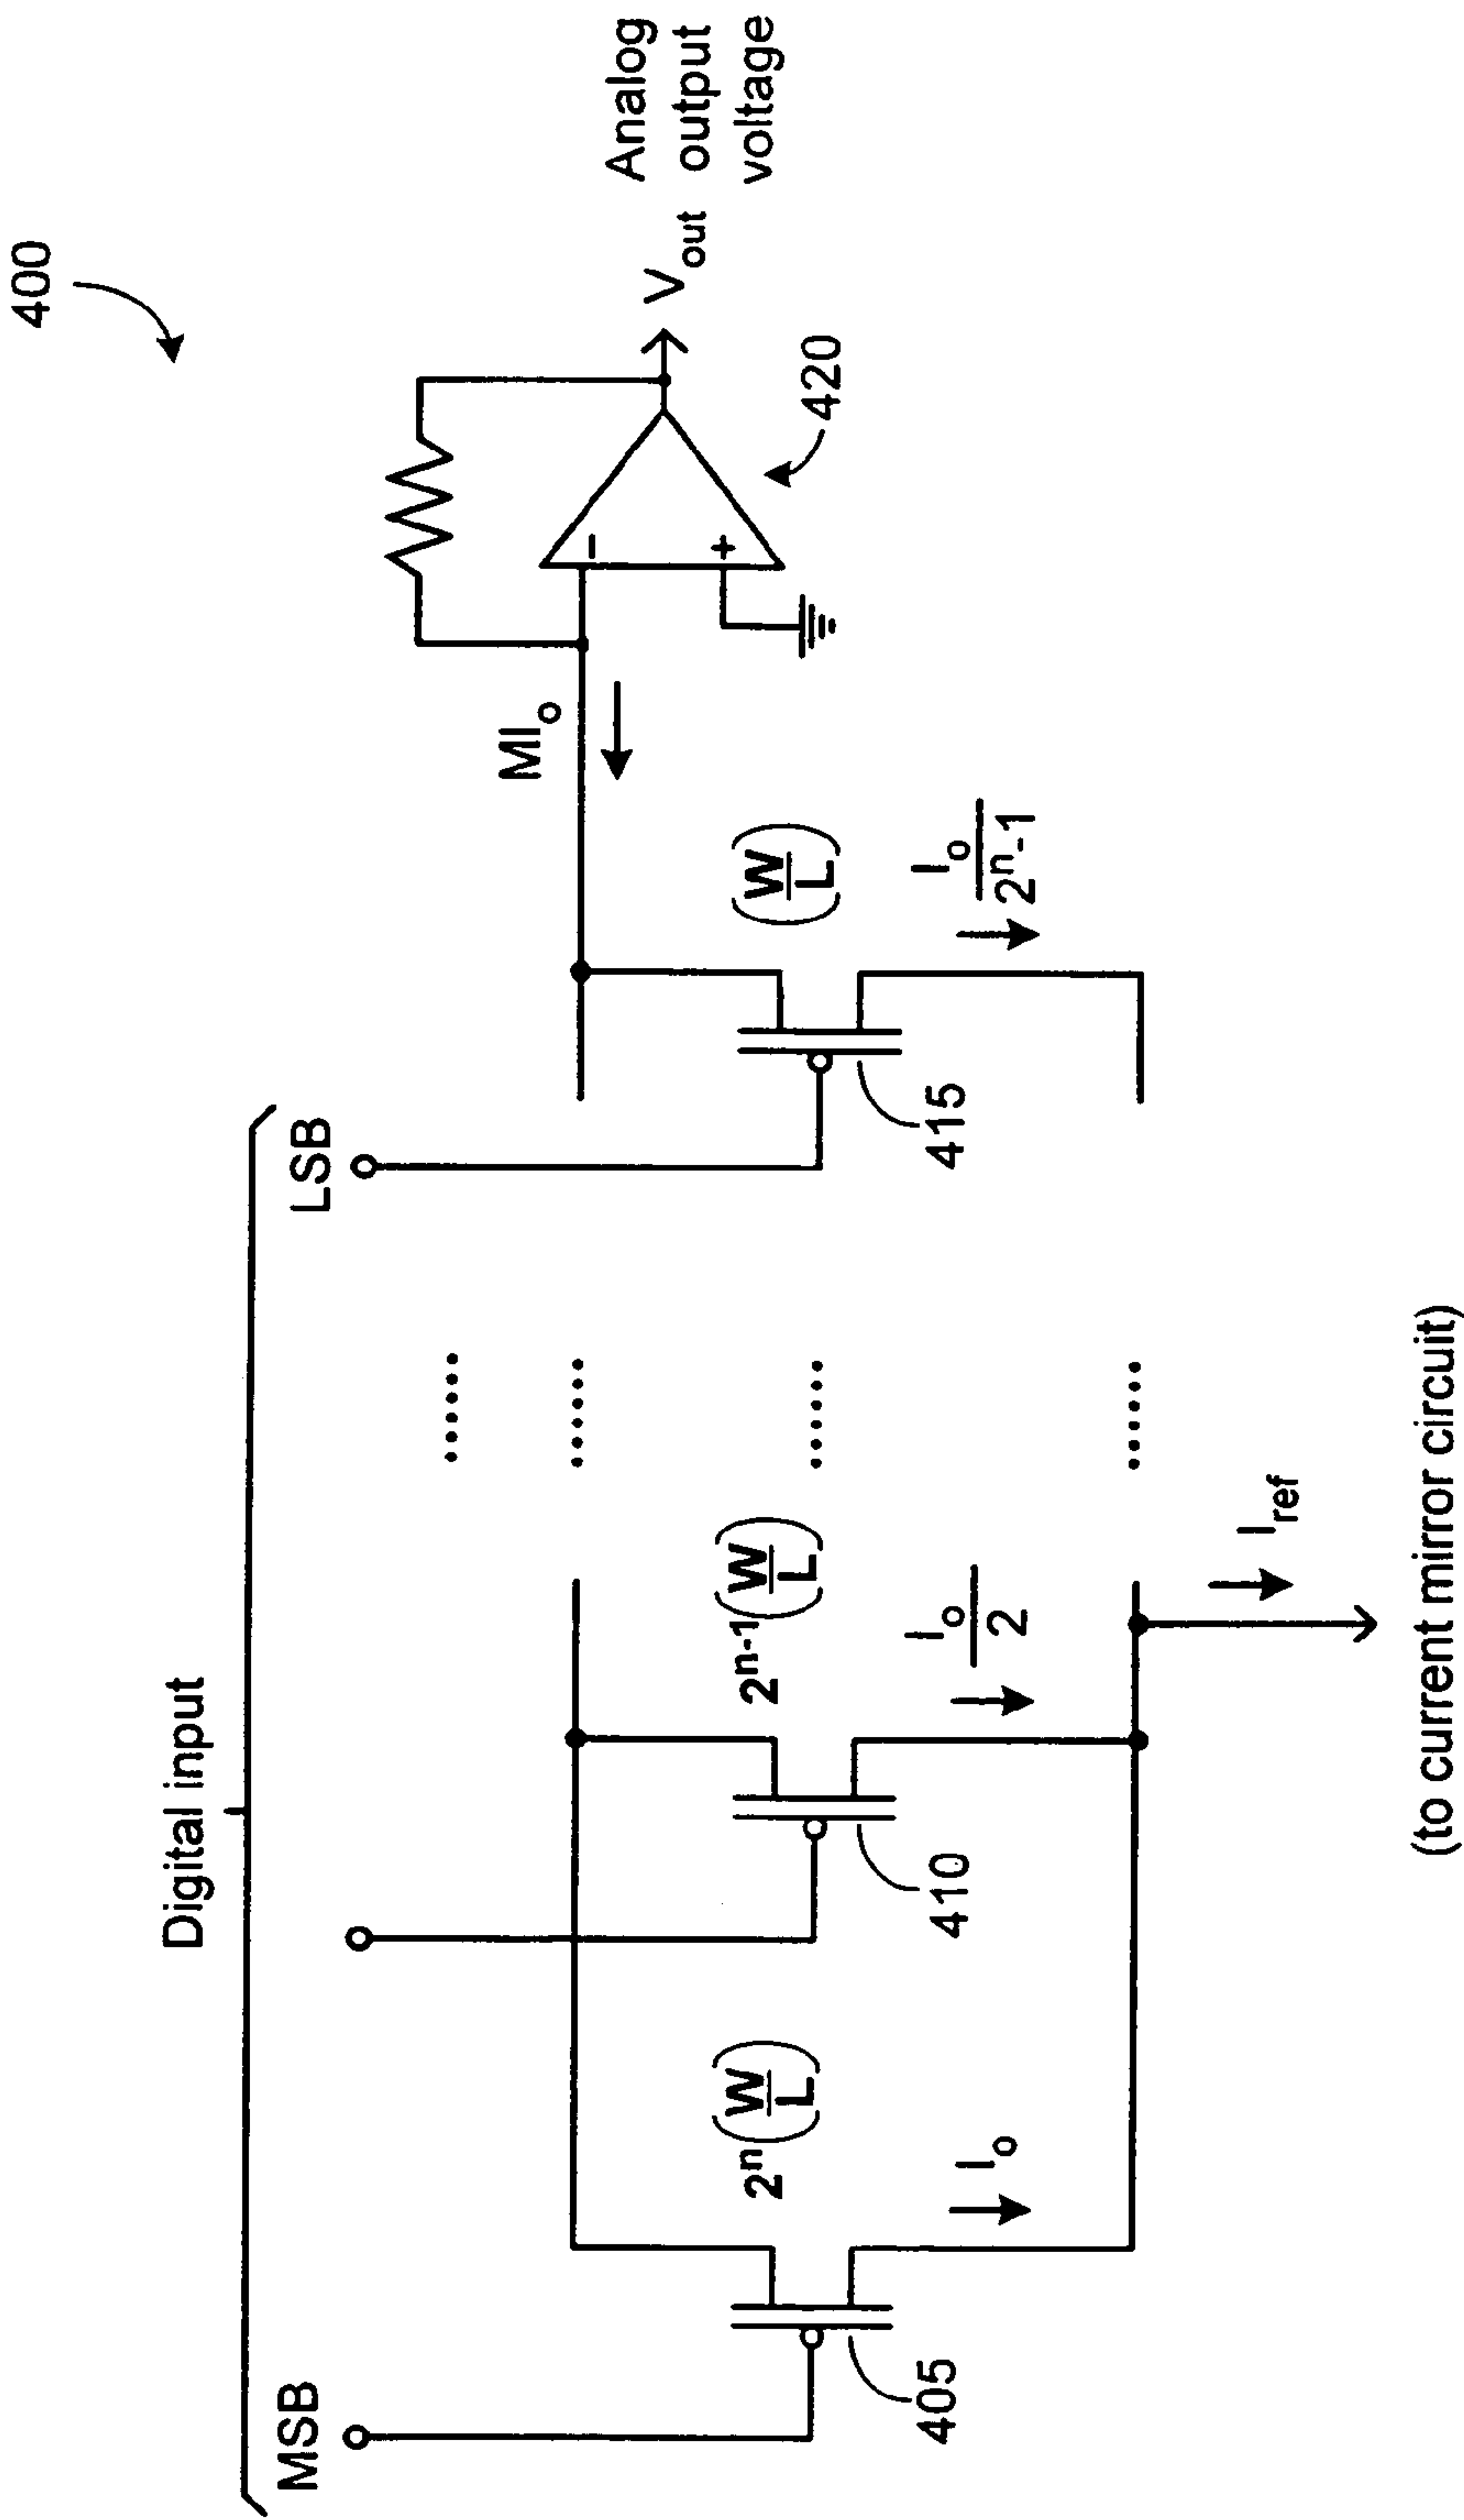 400
Digital input
MSB
LSB
MIo
Vout
Analog
output
voltage
2n(W/L)
2n-1(W/L)
(W/L)
Io
Io/2
Io/2n-1
405
410
415
420
-
+
Iref
(to current mirror circuit)